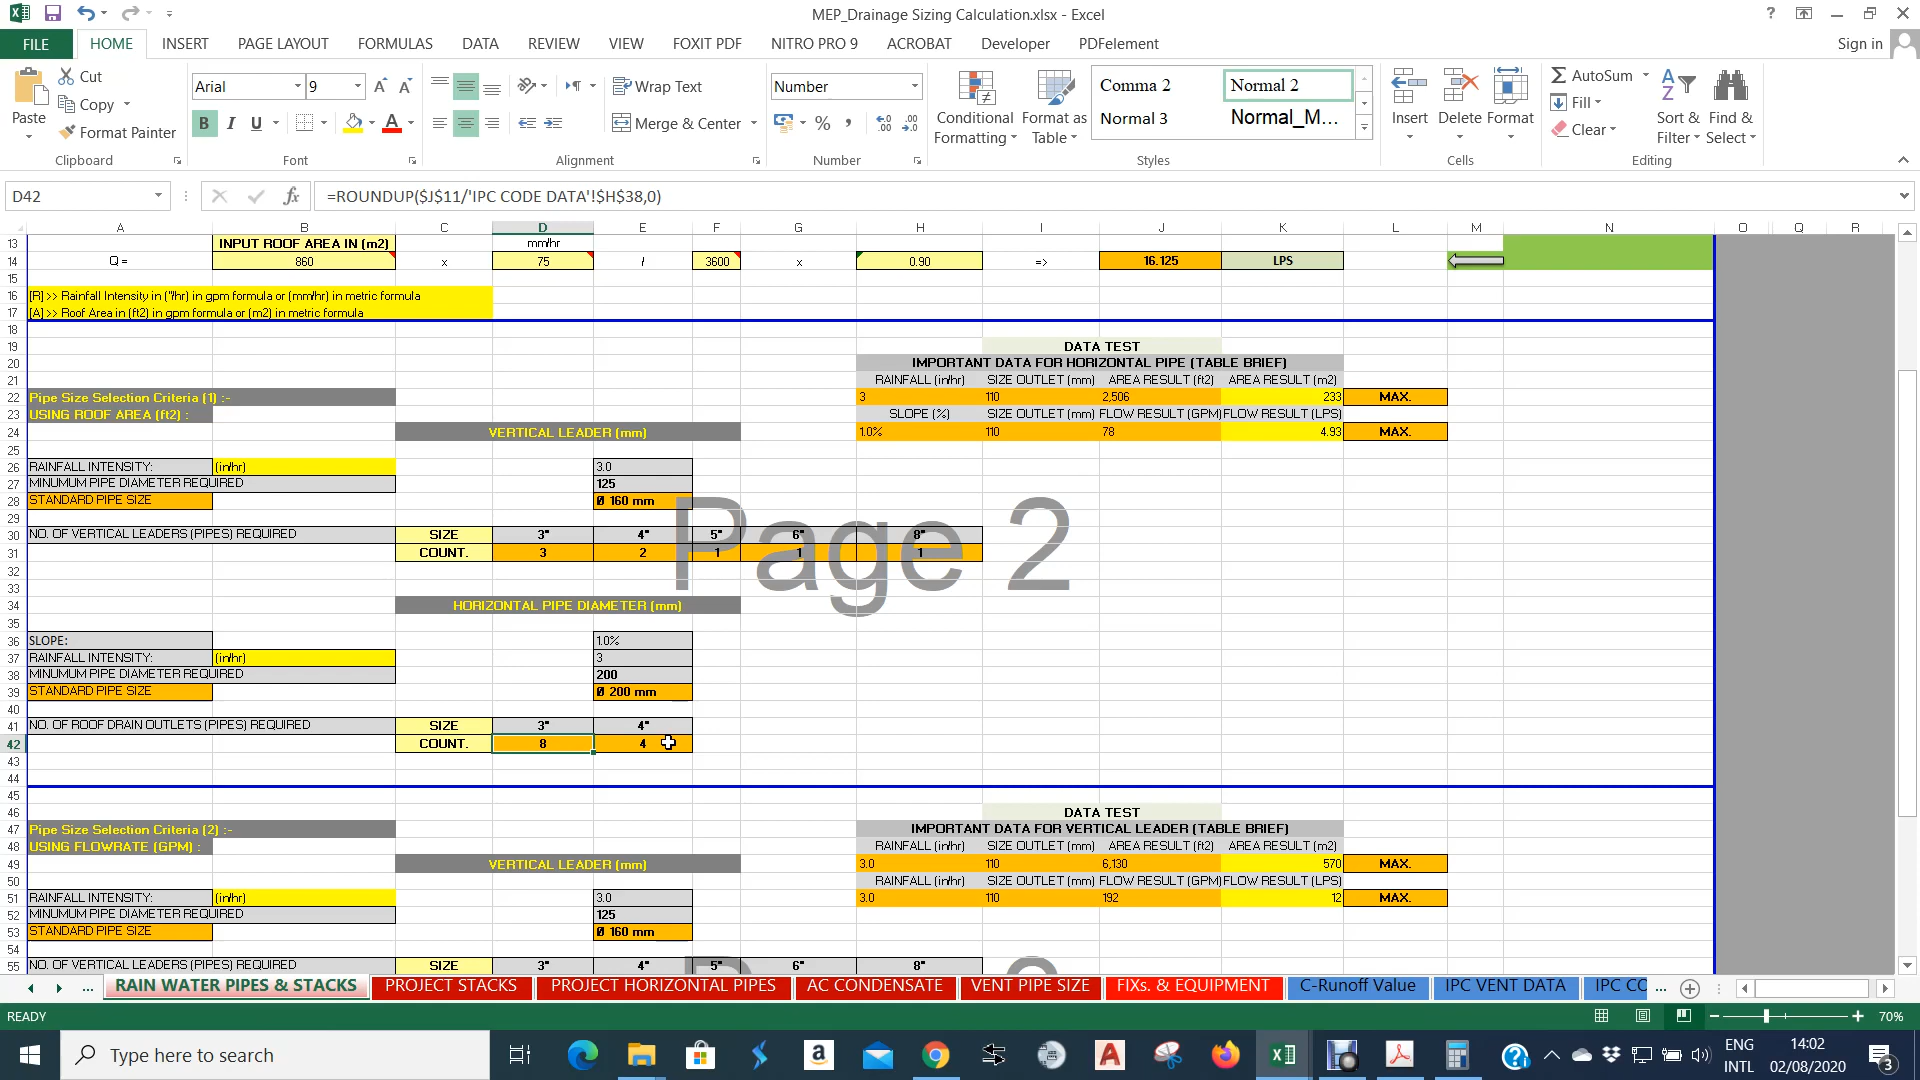 MEP_Drainage Sizing Calculation.xlsx - Excel
FILE HOME INSERT PAGE LAYOUT FORMULAS DATA REVIEW VIEW FOXIT PDF NITRO PRO 9 ACROBAT Developer PDFelement Sign in
Paste Cut Copy Format Painter Clipboard
Arial 9 B I U A A Font
Wrap Text Merge & Center Alignment
Number % Number
Conditional Formatting Format as Table
Comma 2 Normal 2
Normal 3 Normal_M...
Styles
Insert Delete Format Cells
AutoSum Fill Clear Sort & Filter Find & Select Editing
D42 fx =ROUNDUP($J$11/'IPC CODE DATA'!$H$38,0)
A B C D E F G H I J K L M N O Q R
13 INPUT ROOF AREA IN (m2) mm/hr
14 Q = 860 x 75 / 3600 x 0.90 => 16.125 LPS
15
16 [R] >> Rainfall Intensity in ("/hr) in gpm formula or (mm/hr) in metric formula
17 [A] >> Roof Area in (ft2) in gpm formula or (m2) in metric formula
18
19 DATA TEST
20 IMPORTANT DATA FOR HORIZONTAL PIPE (TABLE BRIEF)
21 RAINFALL (in/hr) SIZE OUTLET (mm) AREA RESULT (ft2) AREA RESULT (m2)
22 Pipe Size Selection Criteria (1) :- 3 110 2,506 233 MAX.
23 USING ROOF AREA (ft2) : SLOPE (%) SIZE OUTLET (mm) FLOW RESULT (GPM) FLOW RESULT (LPS)
24 VERTICAL LEADER (mm) 1.0% 110 78 4.93 MAX.
25
26 RAINFALL INTENSITY: (in/hr) 3.0
27 MINUMUM PIPE DIAMETER REQUIRED 125
28 STANDARD PIPE SIZE Ø 160 mm
29
30 NO. OF VERTICAL LEADERS (PIPES) REQUIRED SIZE 3" 4" 5" 6" 8"
31 COUNT. 3 2 1 1 1
Page 2
32
33
34 HORIZONTAL PIPE DIAMETER (mm)
35
36 SLOPE: 1.0%
37 RAINFALL INTENSITY: (in/hr) 3
38 MINUMUM PIPE DIAMETER REQUIRED 200
39 STANDARD PIPE SIZE Ø 200 mm
40
41 NO. OF ROOF DRAIN OUTLETS (PIPES) REQUIRED SIZE 3" 4"
42 COUNT. 8 4
43
44
45
46 DATA TEST
47 Pipe Size Selection Criteria (2) :- IMPORTANT DATA FOR VERTICAL LEADER (TABLE BRIEF)
48 USING FLOWRATE (GPM) : RAINFALL (in/hr) SIZE OUTLET (mm) AREA RESULT (ft2) AREA RESULT (m2)
49 VERTICAL LEADER (mm) 3.0 110 6,130 570 MAX.
50 RAINFALL (in/hr) SIZE OUTLET (mm) FLOW RESULT (GPM) FLOW RESULT (LPS)
51 RAINFALL INTENSITY: (in/hr) 3.0 3.0 110 192 12 MAX.
52 MINUMUM PIPE DIAMETER REQUIRED 125
53 STANDARD PIPE SIZE Ø 160 mm
54
55 NO. OF VERTICAL LEADERS (PIPES) REQUIRED SIZE 3" 4" 5" 6" 8"
... RAIN WATER PIPES & STACKS PROJECT STACKS PROJECT HORIZONTAL PIPES AC CONDENSATE VENT PIPE SIZE FIXs. & EQUIPMENT C-Runoff Value IPC VENT DATA IPC CO ...
READY 70%
Type here to search ENG 14:02
INTL 02/08/2020 3